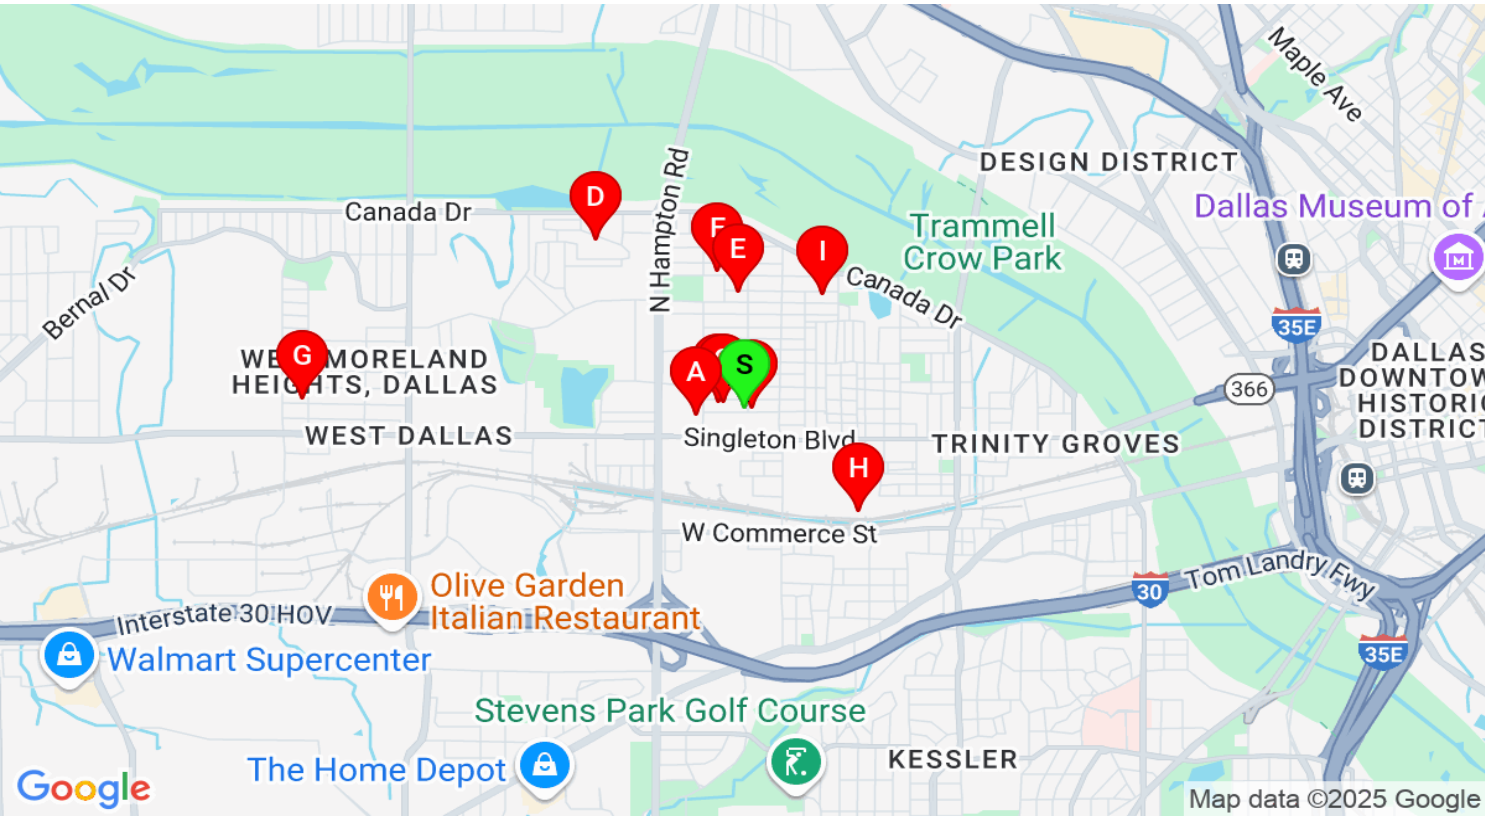 Maple Ave
DESIGN DISTRICT
Dallas Museum of
Canada Dr
D
N Hampton Rd
F
E
I
Trammell
Crow Park
Canada Dr
Bernal Dr
35E
G
WE MORELAND
HEIGHTS, DALLAS
A
S
366
DALLAS
DOWNTOW
HISTORIC
DISTRICT
WEST DALLAS
Singleton Blvd
TRINITY GROVES
H
W Commerce St
Tom Landry Fwy
30
Olive Garden
Italian Restaurant
Interstate 30 HOV
Walmart Supercenter
35E
Stevens Park Golf Course
KESSLER
The Home Depot
Google
Map data ©2025 Google